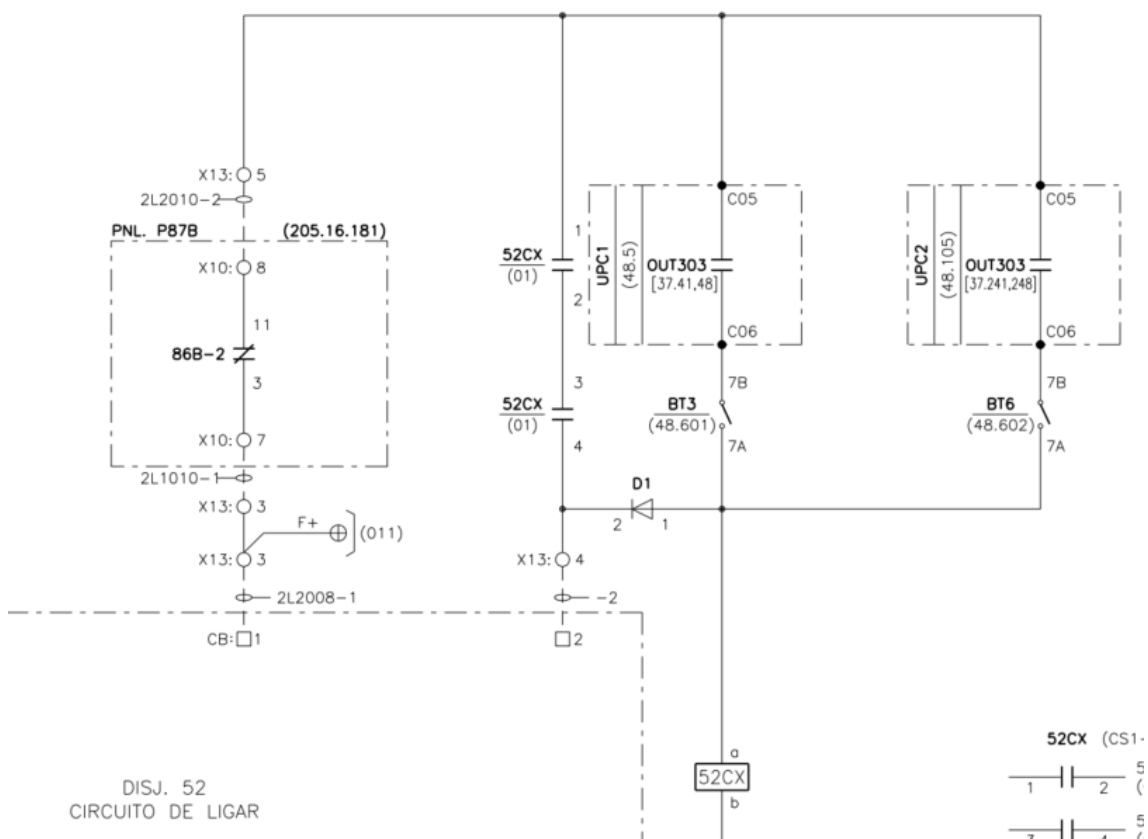 X13: 5
2L2010-2
PNL. P87B (205.16.181)
X10: 8
11
86B-2
3
X10: 7
2L1010-1
X13: 3
F+ (011)
X13: 3
2L2008-1
CB: 1
DISJ. 52
CIRCUITO DE LIGAR
1
52CX
(01)
2
3
52CX
(01)
4
D1
2 1
X13: 4
-2
2
C05
UPC1
(48.5)
OUT303
[37.41,48]
C06
7B
BT3
(48.601)
7A
C05
UPC2
(48.105)
OUT303
[37.241,248]
C06
7B
BT6
(48.602)
7A
a
52CX
b
52CX (CS1-
1 2